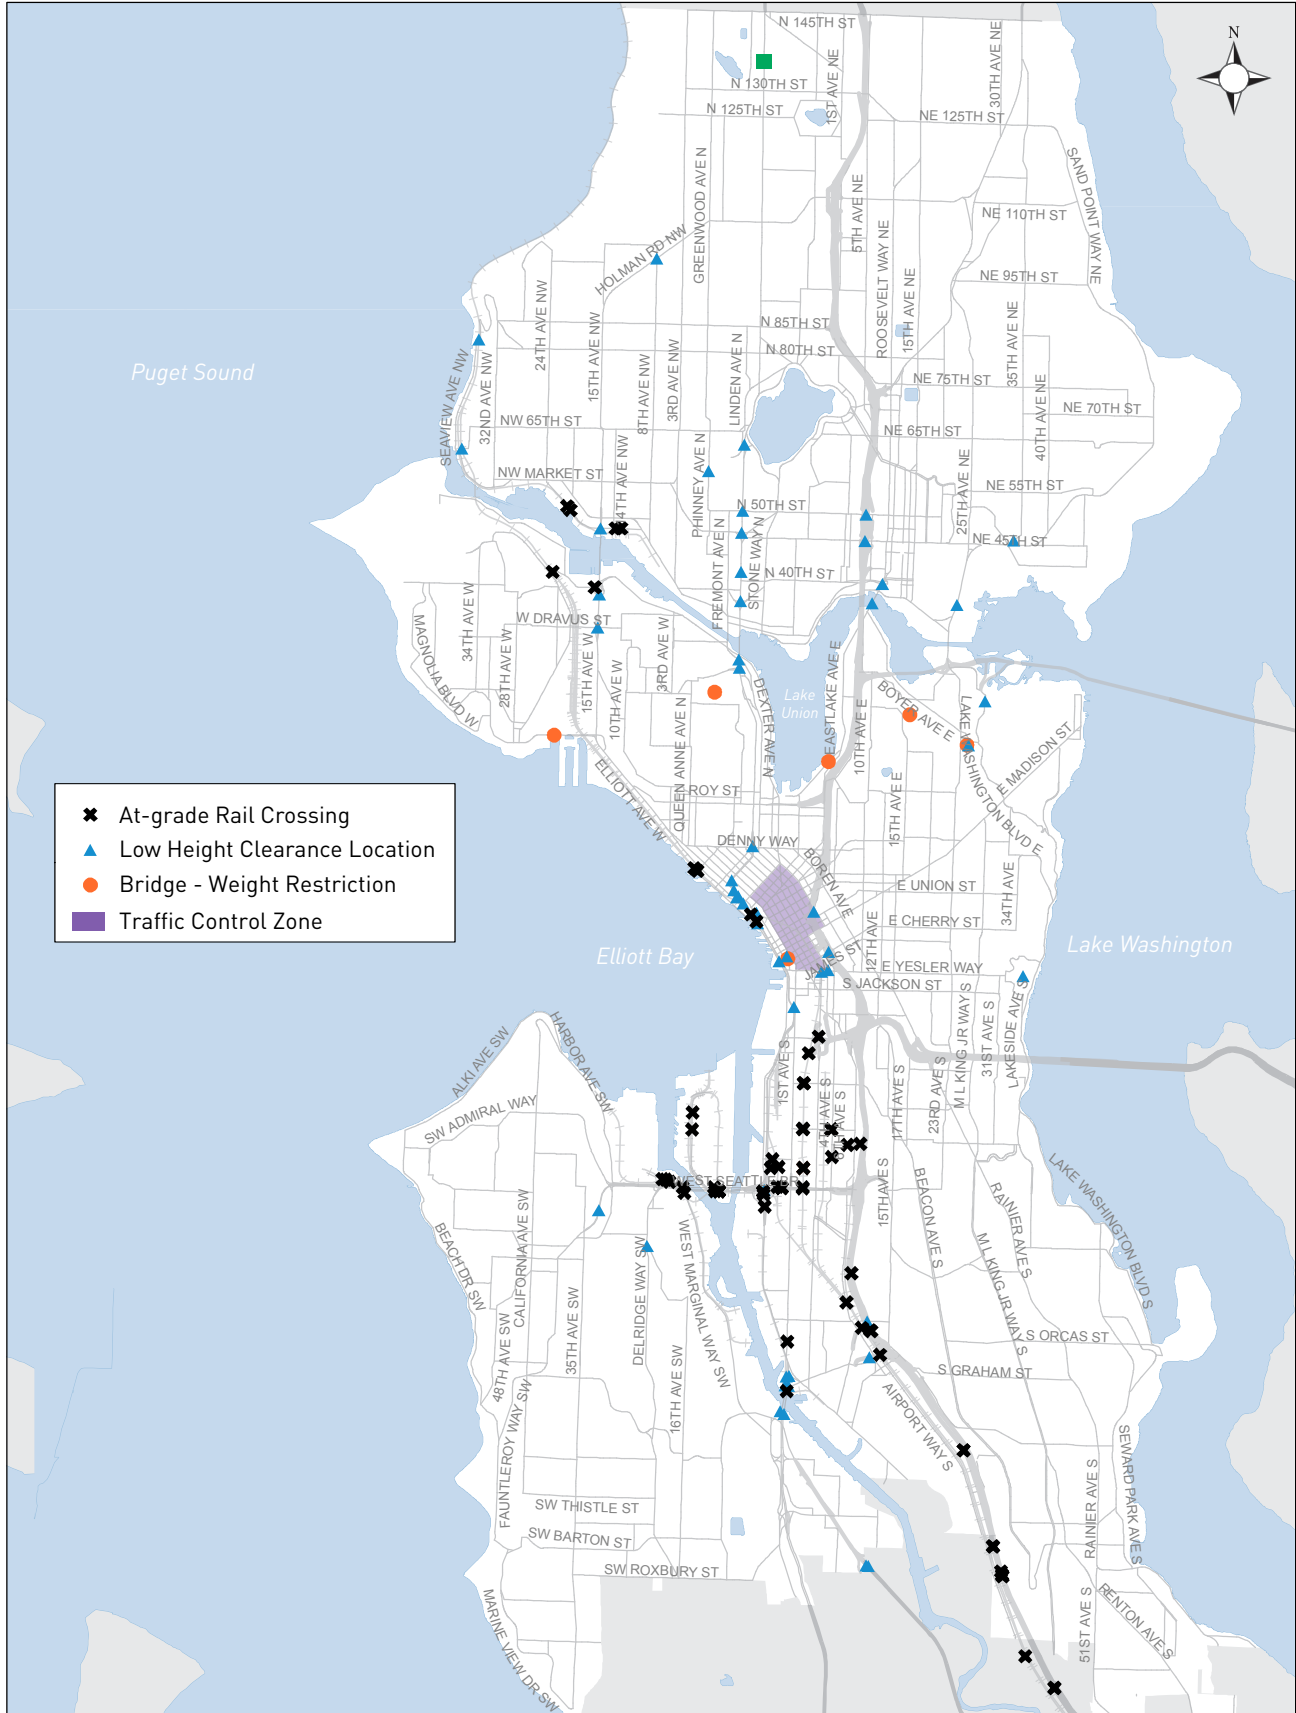 N 145TH ST
N
30TH AVE NE
1ST AVE NE
N 130TH ST
N 125TH ST
NE 125TH ST
SAND POINT WAY NE
GREENWOOD AVE N
5TH AVE NE
NE 110TH ST
ROOSEVELT WAY NE
HOLMAN RD NW
15TH AVE NE
NE 95TH ST
24TH AVE NW
15TH AVE NW
N 85TH ST
35TH AVE NE
N 80TH ST
LINDEN AVE N
Puget Sound
SEAVIEW AVE NW
32ND AVE NW
8TH AVE NW
3RD AVE NW
NE 75TH ST
40TH AVE NE
NE 70TH ST
NW 65TH ST
NE 65TH ST
14TH AVE NW
PHINNEY AVE N
25TH AVE NE
NW MARKET ST
NE 55TH ST
N 50TH ST
STONE WAY N
FREMONT AVE N
NE 45TH ST
N 40TH ST
34TH AVE W
MAGNOLIA BLVD W
28TH AVE W
W DRAVUS ST
15TH AVE W
10TH AVE W
3RD AVE W
QUEEN ANNE AVE N
DEXTER AVE N
Lake
Union
EASTLAKE AVE E
10TH AVE E
BOYER AVE E
LAKE WASHINGTON BLVD E
E MADISON ST
ELLIOTT AVE W
ROY ST
15TH AVE E
At-grade Rail Crossing
Low Height Clearance Location
Bridge - Weight Restriction
Traffic Control Zone
DENNY WAY
BOREN AVE
E UNION ST
34TH AVE
E CHERRY ST
12TH AVE
Elliott Bay
Lake Washington
JAMES ST
E YESLER WAY
S JACKSON ST
M L KING JR WAY S
31ST AVE S
LAKESIDE AVE S
ALKI AVE SW
HARBOR AVE SW
1ST AVE S
4TH AVE S
6TH AVE S
17TH AVE S
23RD AVE S
SW ADMIRAL WAY
WEST SEATTLE BR
15TH AVE S
BEACON AVE S
RAINIER AVE S
LAKE WASHINGTON BLVD S
BEACH DR SW
CALIFORNIA AVE SW
WEST MARGINAL WAY SW
M L KING JR WAY S
DELRIDGE WAY SW
35TH AVE SW
48TH AVE SW
16TH AVE SW
S ORCAS ST
S GRAHAM ST
AIRPORT WAY S
FAUNTLEROY WAY SW
SEWARD PARK AVE S
RAINIER AVE S
SW THISTLE ST
SW BARTON ST
SW ROXBURY ST
MARINE VIEW DR SW
51ST AVE S
RENTON AVE S